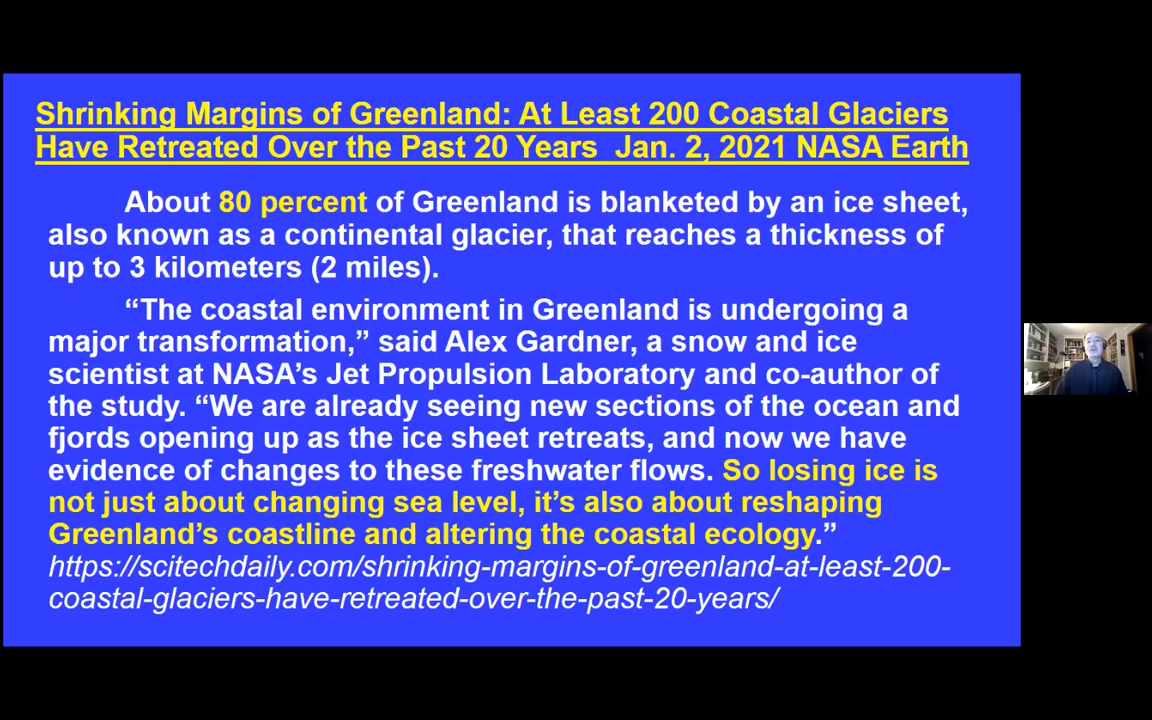 Shrinking Margins of Greenland: At Least 200 Coastal Glaciers
Have Retreated Over the Past 20 Years  Jan. 2, 2021 NASA Earth
About 80 percent of Greenland is blanketed by an ice sheet,
also known as a continental glacier, that reaches a thickness of
up to 3 kilometers (2 miles).
“The coastal environment in Greenland is undergoing a
major transformation,” said Alex Gardner, a snow and ice
scientist at NASA’s Jet Propulsion Laboratory and co-author of
the study. “We are already seeing new sections of the ocean and
fjords opening up as the ice sheet retreats, and now we have
evidence of changes to these freshwater flows. So losing ice is
not just about changing sea level, it’s also about reshaping
Greenland’s coastline and altering the coastal ecology.”
https://scitechdaily.com/shrinking-margins-of-greenland-at-least-200-
coastal-glaciers-have-retreated-over-the-past-20-years/